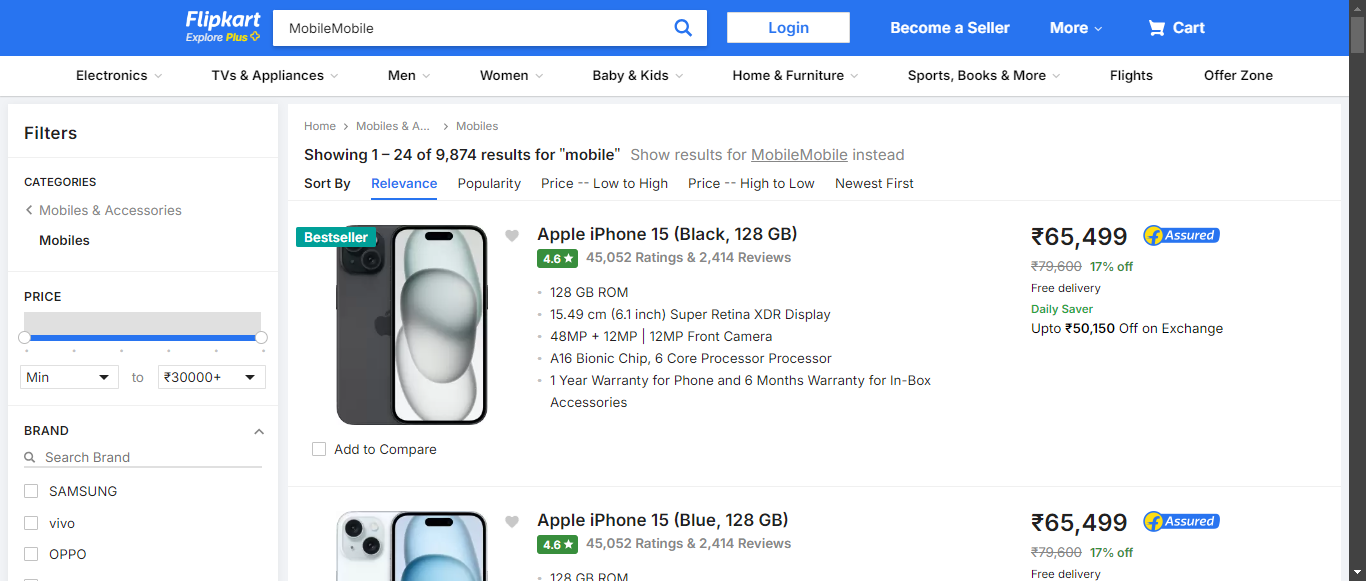 Flipkart
Explore Plus
MobileMobile
Login
Become a Seller
More
Cart
Electronics
TVs & Appliances
Men
Women
Baby & Kids
Home & Furniture
Sports, Books & More
Flights
Offer Zone
Filters
CATEGORIES
Mobiles & Accessories
Mobiles
PRICE
Min
to
₹30000+
BRAND
Search Brand
SAMSUNG
vivo
OPPO
Home
Mobiles & A...
Mobiles
Showing 1 – 24 of 9,874 results for "mobile" Show results for MobileMobile instead
Sort By
Relevance
Popularity
Price -- Low to High
Price -- High to Low
Newest First
Bestseller
Add to Compare
Apple iPhone 15 (Black, 128 GB)
4.6★ 45,052 Ratings & 2,414 Reviews
128 GB ROM
15.49 cm (6.1 inch) Super Retina XDR Display
48MP + 12MP | 12MP Front Camera
A16 Bionic Chip, 6 Core Processor Processor
1 Year Warranty for Phone and 6 Months Warranty for In-Box
Accessories
₹65,499
Assured
₹79,600 17% off
Free delivery
Daily Saver
Upto ₹50,150 Off on Exchange
Apple iPhone 15 (Blue, 128 GB)
4.6★ 45,052 Ratings & 2,414 Reviews
128 GB ROM
₹65,499
Assured
₹79,600 17% off
Free delivery